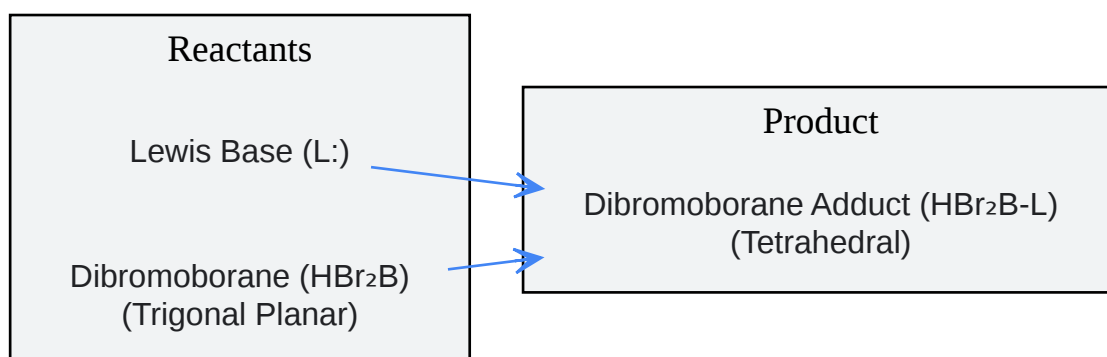 Reactants
Lewis Base (L:)
Dibromoborane (HBr₂B)
(Trigonal Planar)
Product
Dibromoborane Adduct (HBr₂B-L)
(Tetrahedral)